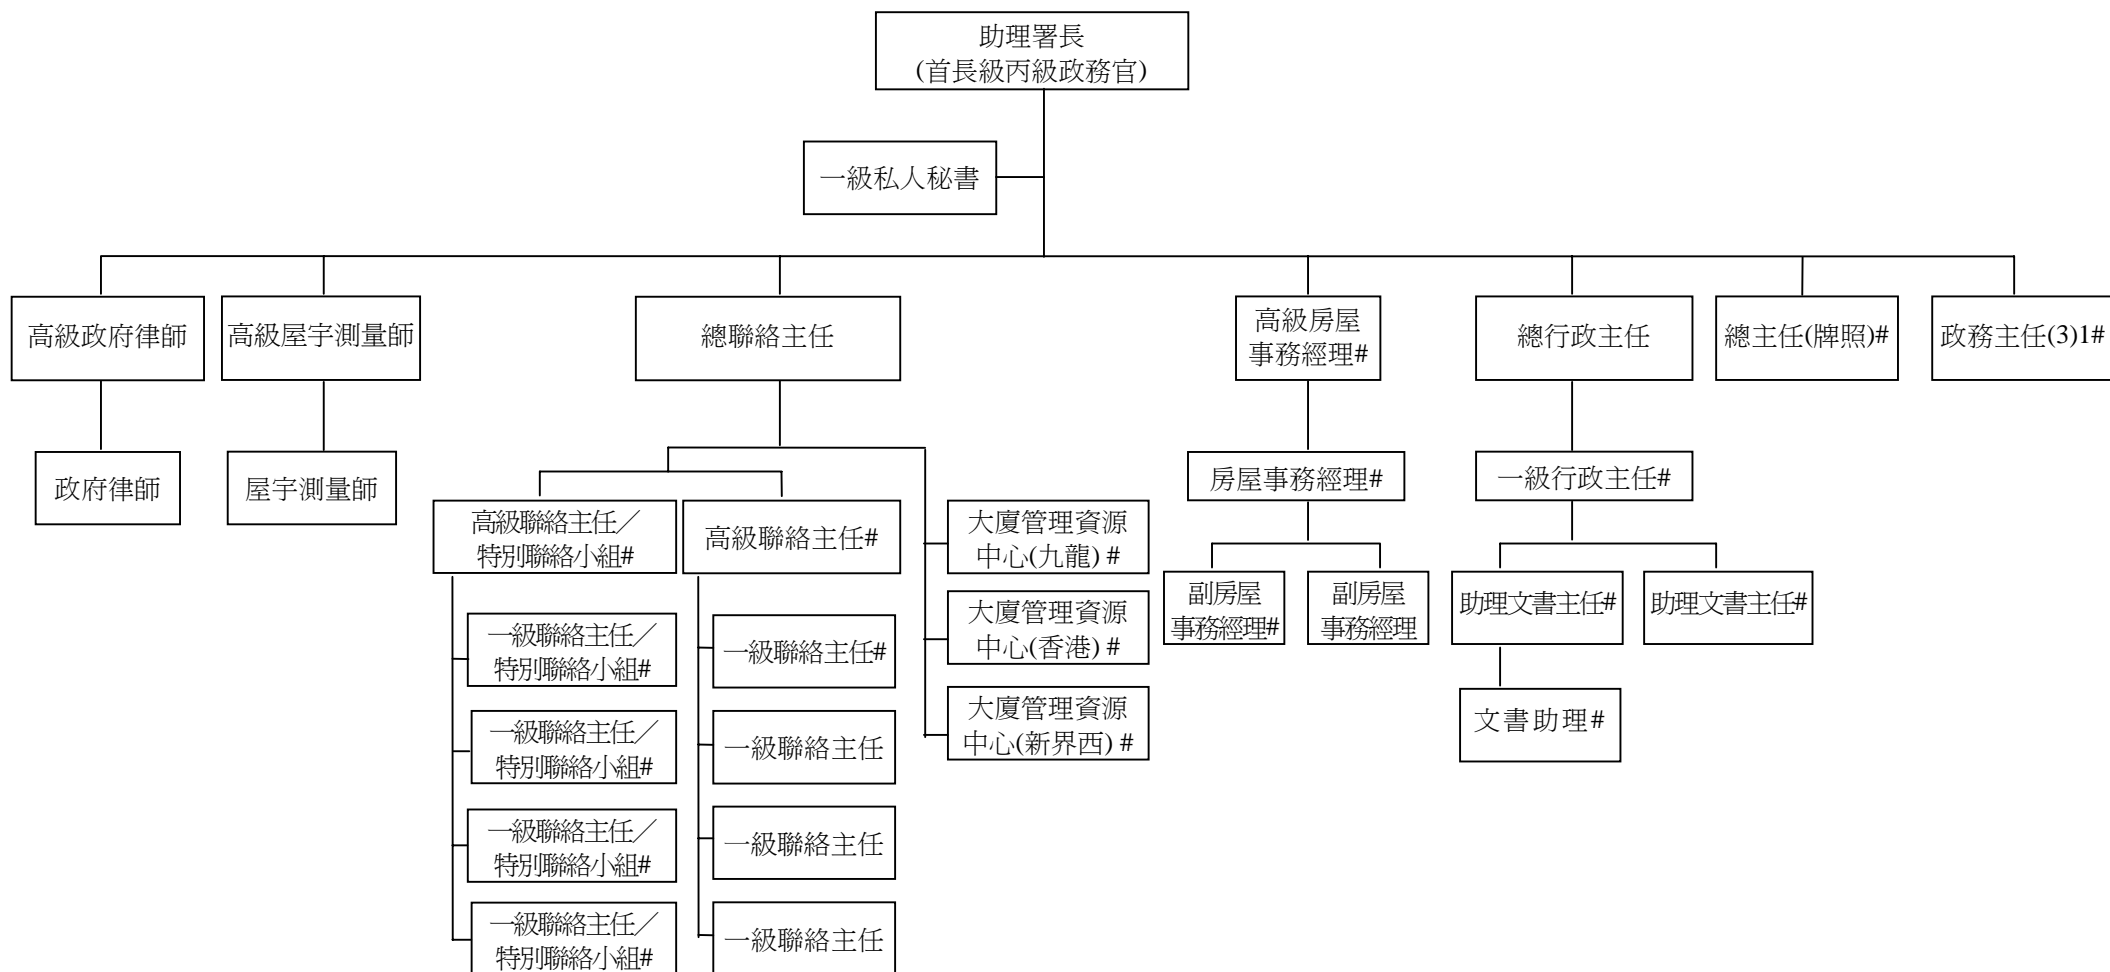 助理署長
(首長級丙級政務官)
一級私人秘書
高級政府律師
高級屋宇測量師
總聯絡主任
高級房屋
事務經理#
總行政主任
總主任(牌照)#
政務主任(3)1#
政府律師
屋宇測量師
房屋事務經理#
一級行政主任#
高級聯絡主任／
特別聯絡小組#
高級聯絡主任#
大廈管理資源
中心(九龍) #
副房屋
事務經理#
副房屋
事務經理
助理文書主任#
助理文書主任#
一級聯絡主任／
特別聯絡小組#
一級聯絡主任#
大廈管理資源
中心(香港) #
一級聯絡主任／
特別聯絡小組#
一級聯絡主任
大廈管理資源
中心(新界西) #
文書助理#
一級聯絡主任／
特別聯絡小組#
一級聯絡主任
一級聯絡主任／
特別聯絡小組#
一級聯絡主任